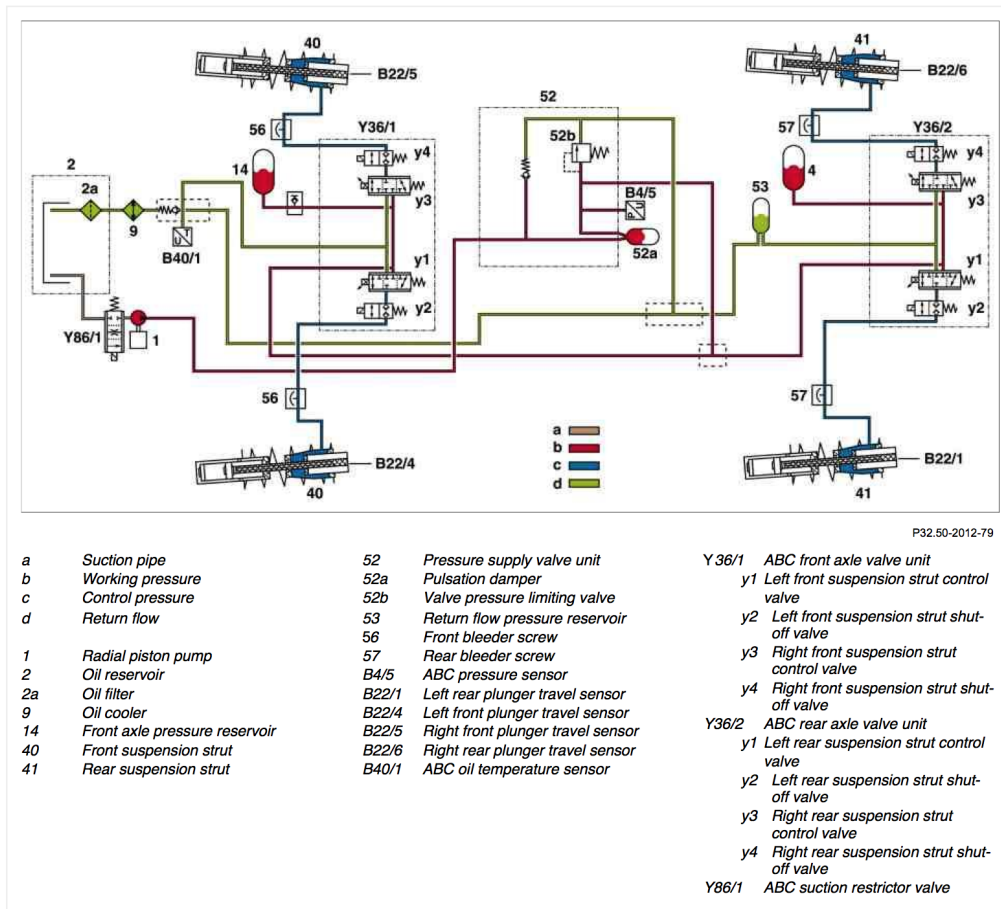 40
B22/5
41
B22/6
56
Y36/1
y4
14
y3
52
52b
B4/5
52a
57
Y36/2
y4
4
y3
53
2
2a
9
B40/1
y1
y2
y1
y2
Y86/1
1
56
57
B22/4
40
B22/1
41
a
b
c
d
P32.50-2012-79
a Suction pipe
b Working pressure
c Control pressure
d Return flow
1 Radial piston pump
2 Oil reservoir
2a Oil filter
9 Oil cooler
14 Front axle pressure reservoir
40 Front suspension strut
41 Rear suspension strut
52 Pressure supply valve unit
52a Pulsation damper
52b Valve pressure limiting valve
53 Return flow pressure reservoir
56 Front bleeder screw
57 Rear bleeder screw
B4/5 ABC pressure sensor
B22/1 Left rear plunger travel sensor
B22/4 Left front plunger travel sensor
B22/5 Right front plunger travel sensor
B22/6 Right rear plunger travel sensor
B40/1 ABC oil temperature sensor
Y 36/1 ABC front axle valve unit
y1 Left front suspension strut control
valve
y2 Left front suspension strut shut-
off valve
y3 Right front suspension strut
control valve
y4 Right front suspension strut shut-
off valve
Y36/2 ABC rear axle valve unit
y1 Left rear suspension strut control
valve
y2 Left rear suspension strut shut-
off valve
y3 Right rear suspension strut
control valve
y4 Right rear suspension strut shut-
off valve
Y86/1 ABC suction restrictor valve